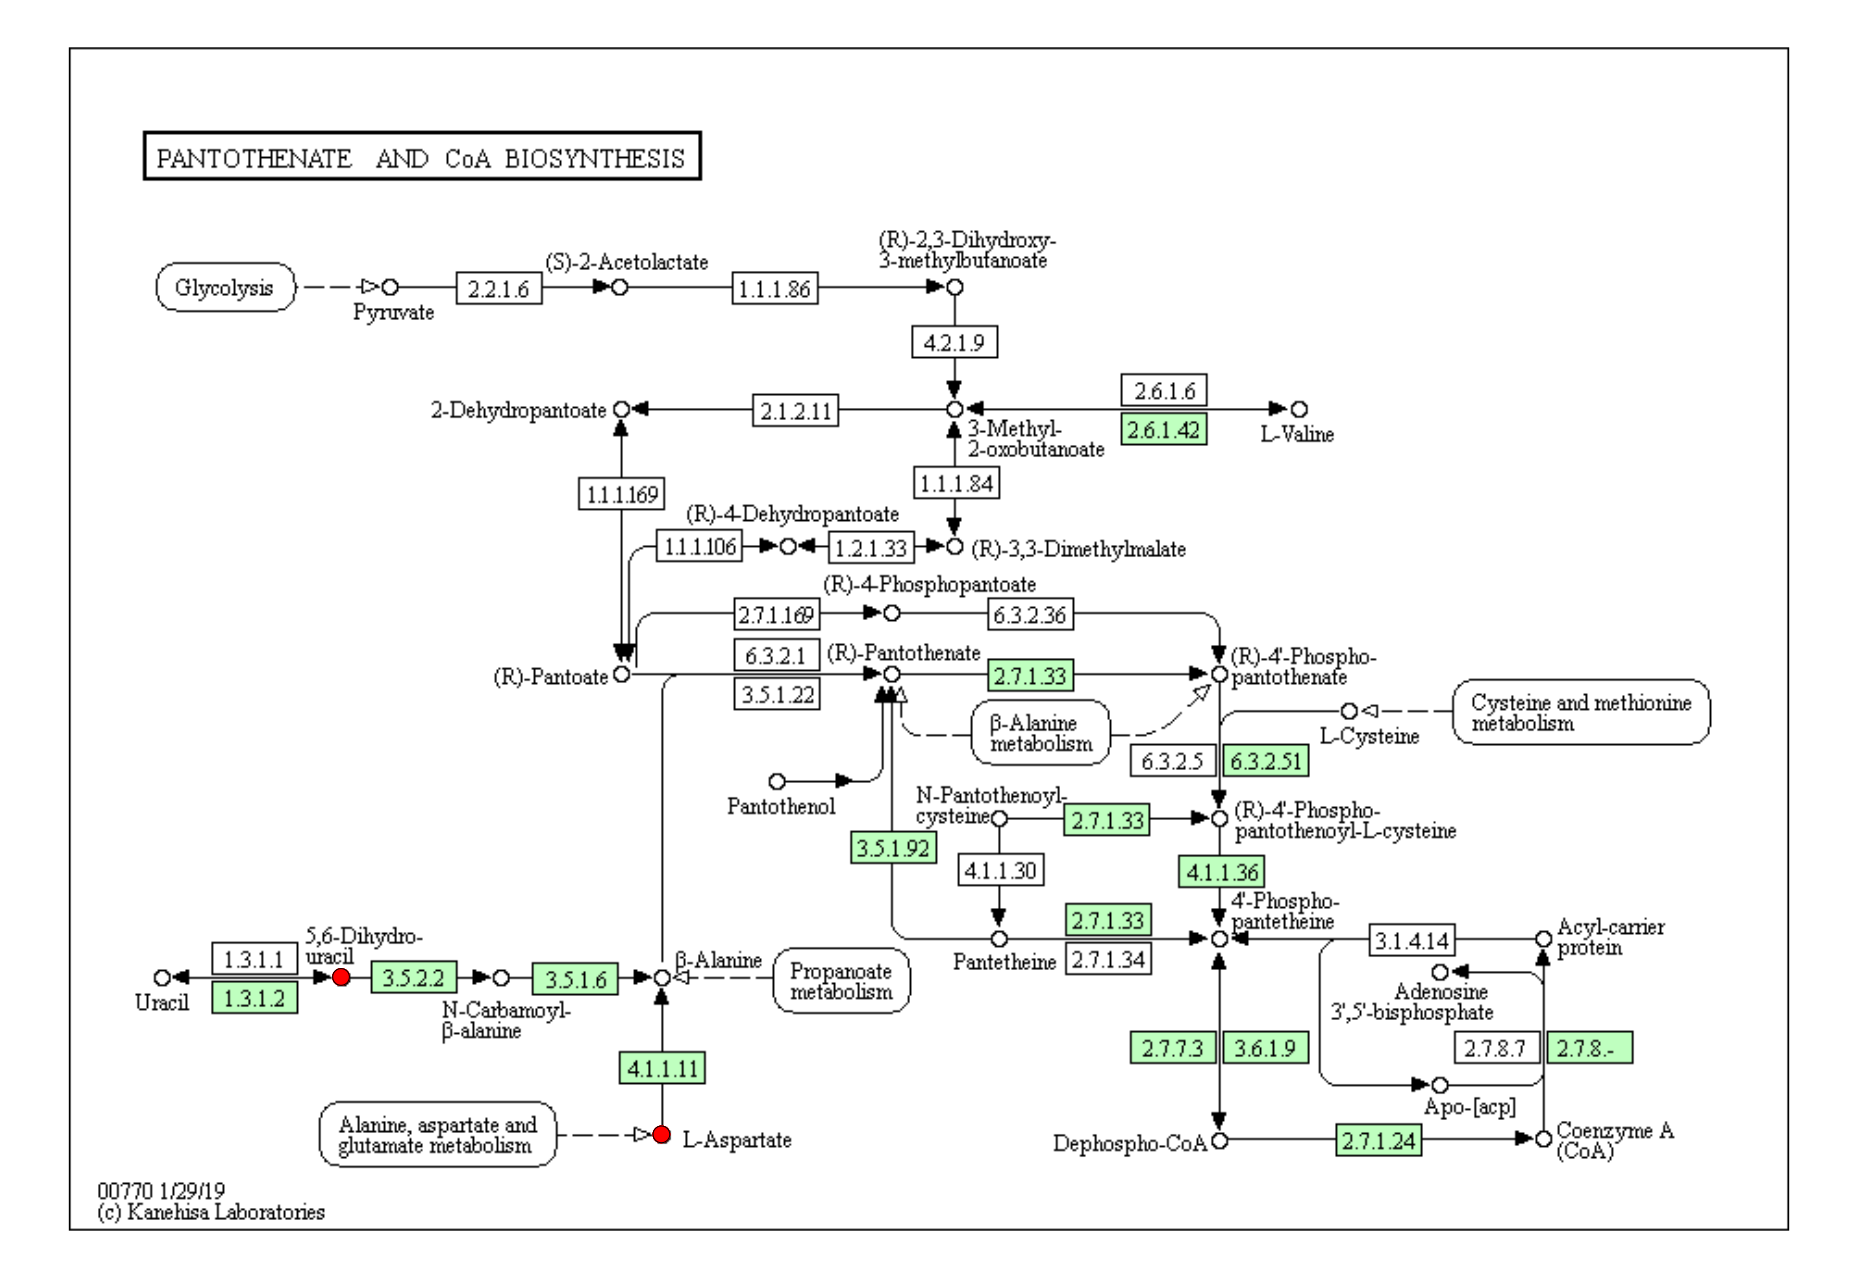 PANTOTHENATE AND CoA BIOSYNTHESIS
(R)-2,3-Dihydroxy-
3-methylbutanoate
(S)-2-Acetolactate
Glycolysis
2.2.1.6
1.1.1.86
Pyruvate
4.2.1.9
2.6.1.6
2-Dehydropantoate
2.1.2.11
2.6.1.42
3-Methyl-
2-oxobutanoate
L-Valine
1.1.1.169
1.1.1.84
(R)-4-Dehydropantoate
1.1.1.106
1.2.1.33
(R)-3,3-Dimethylmalate
(R)-4-Phosphopantoate
2.7.1.169
6.3.2.36
6.3.2.1
(R)-Pantothenate
(R)-4'-Phospho-
pantothenate
(R)-Pantoate
2.7.1.33
3.5.1.22
Cysteine and methionine
metabolism
β-Alanine
metabolism
L-Cysteine
6.3.2.5
6.3.2.51
Pantothenol
N-Pantothenoyl-
cysteine
2.7.1.33
(R)-4'-Phospho-
pantothenoyl-L-cysteine
3.5.1.92
4.1.1.30
4.1.1.36
4'-Phospho-
pantetheine
2.7.1.33
Acyl-carrier
protein
3.1.4.14
5,6-Dihydro-
uracil
1.3.1.1
β-Alanine
Pantetheine
2.7.1.34
Propanoate
metabolism
3.5.2.2
3.5.1.6
Uracil
1.3.1.2
N-Carbamoyl-
β-alanine
Adenosine
3',5'-bisphosphate
2.7.7.3
3.6.1.9
2.7.8.7
2.7.8.-
4.1.1.11
Apo-[acp]
Alanine, aspartate and
glutamate metabolism
L-Aspartate
Dephospho-CoA
2.7.1.24
Coenzyme A
(CoA)
00770 1/29/19
(c) Kanehisa Laboratories